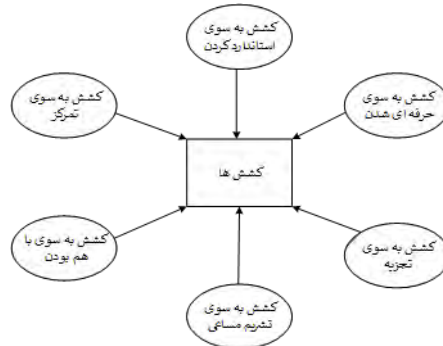 کشش به سوی
استاندارد کردن
کشش به سوی
حرفه ای شدن
کشش به سوی
تمرکز
کشش ها
کشش به سوی
تجزیه
کشش به سوی با
هم بودن
کشش به سوی
تشریم مساعی